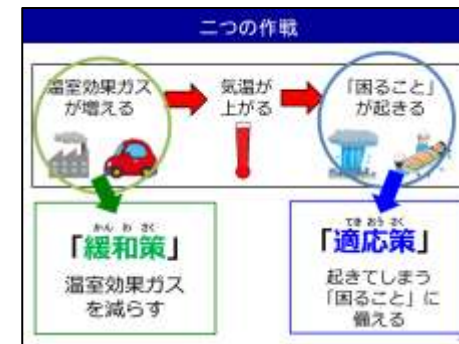 二つの作戦
温室効果ガス
が増える
気温が
上がる
「困ること」
が起きる
かん わ さく
「緩和策」
温室効果ガス
を減らす
てき おう さく
「適応策」
起きてしまう
「困ること」に
備える